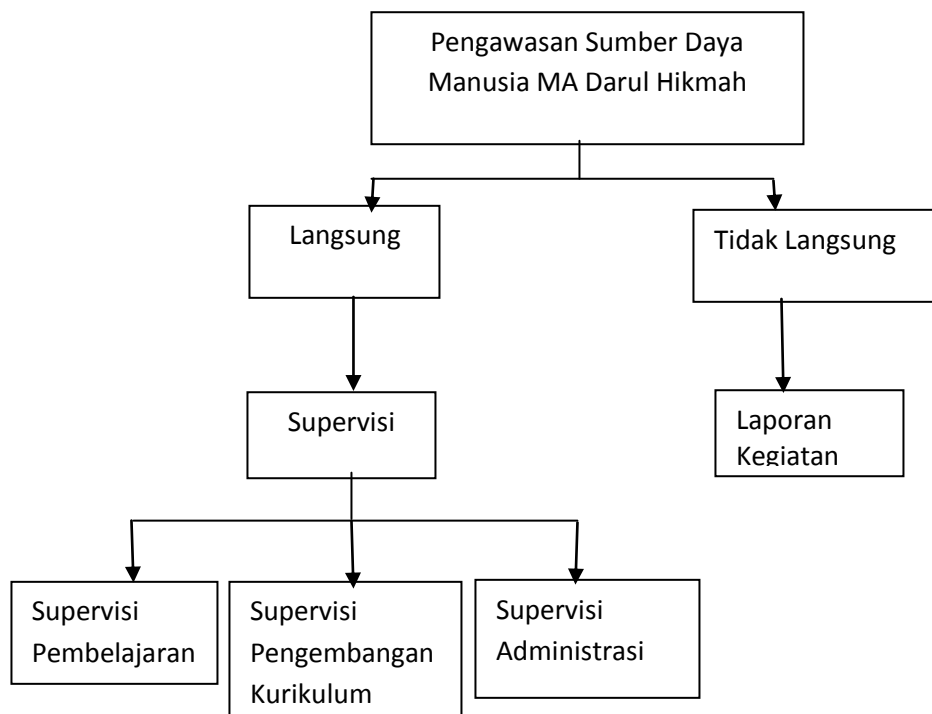 Pengawasan Sumber Daya
Manusia MA Darul Hikmah
Langsung
Tidak Langsung
Supervisi
Laporan
Kegiatan
Supervisi
Pembelajaran
Supervisi
Pengembangan
Kurikulum
Supervisi
Administrasi